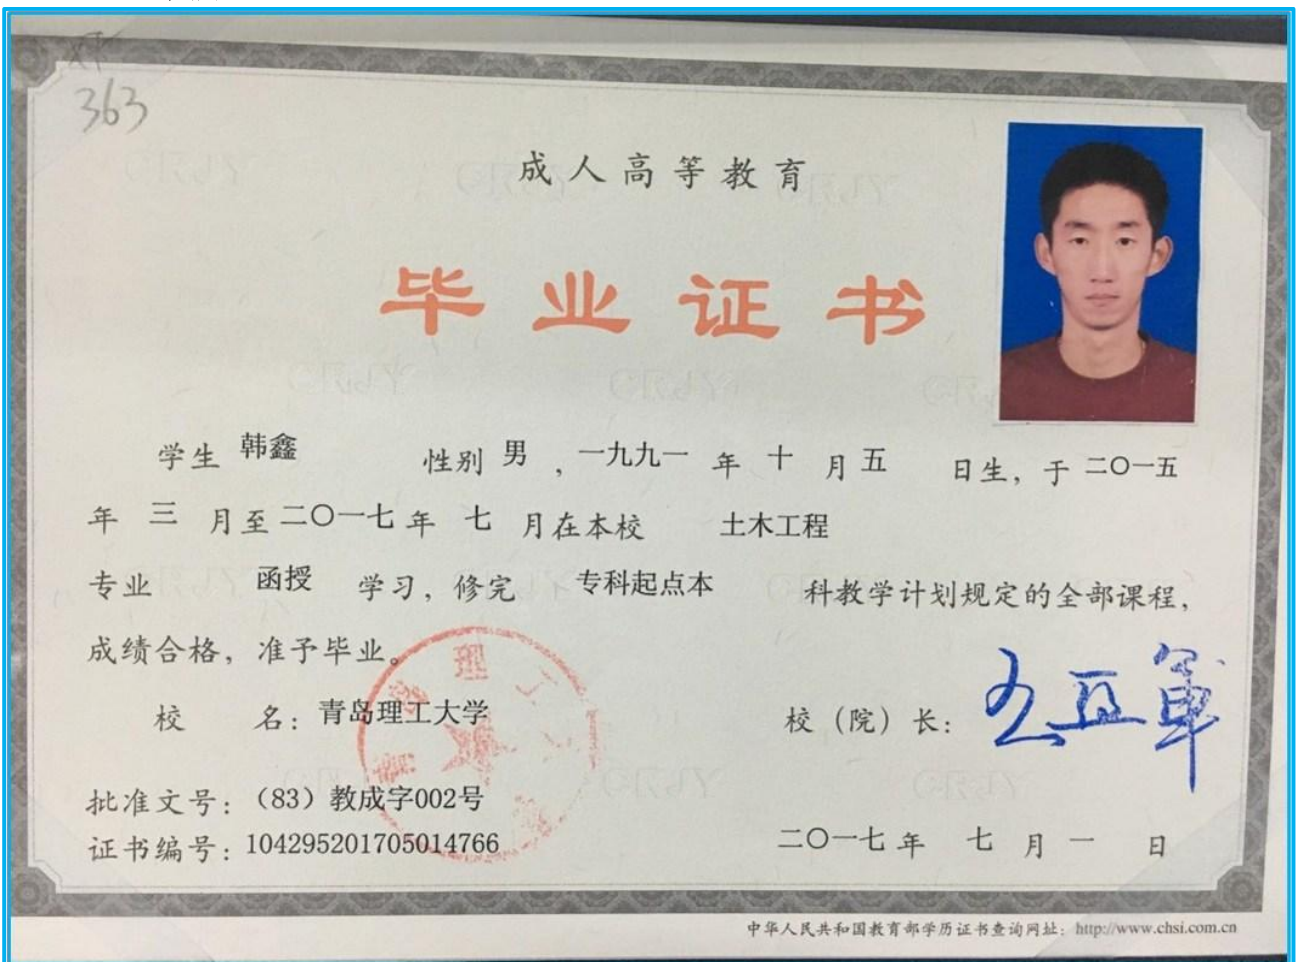 363
成人高等教育
毕业证书
学生 韩鑫 性别 男 ，一九九一 年 十 月 五 日生，于 二〇一五
年 三 月至 二〇一七 年 七 月在本校 土木工程
专业 函授 学习，修完 专科起点本 科教学计划规定的全部课程，
成绩合格，准予毕业。
校 名：青岛理工大学 校（院）长：
批准文号：（83）教成字002号
证书编号：104295201705014766 二〇一七 年 七 月 一 日
中华人民共和国教育部学历证书查询网址：http://www.chsi.com.cn